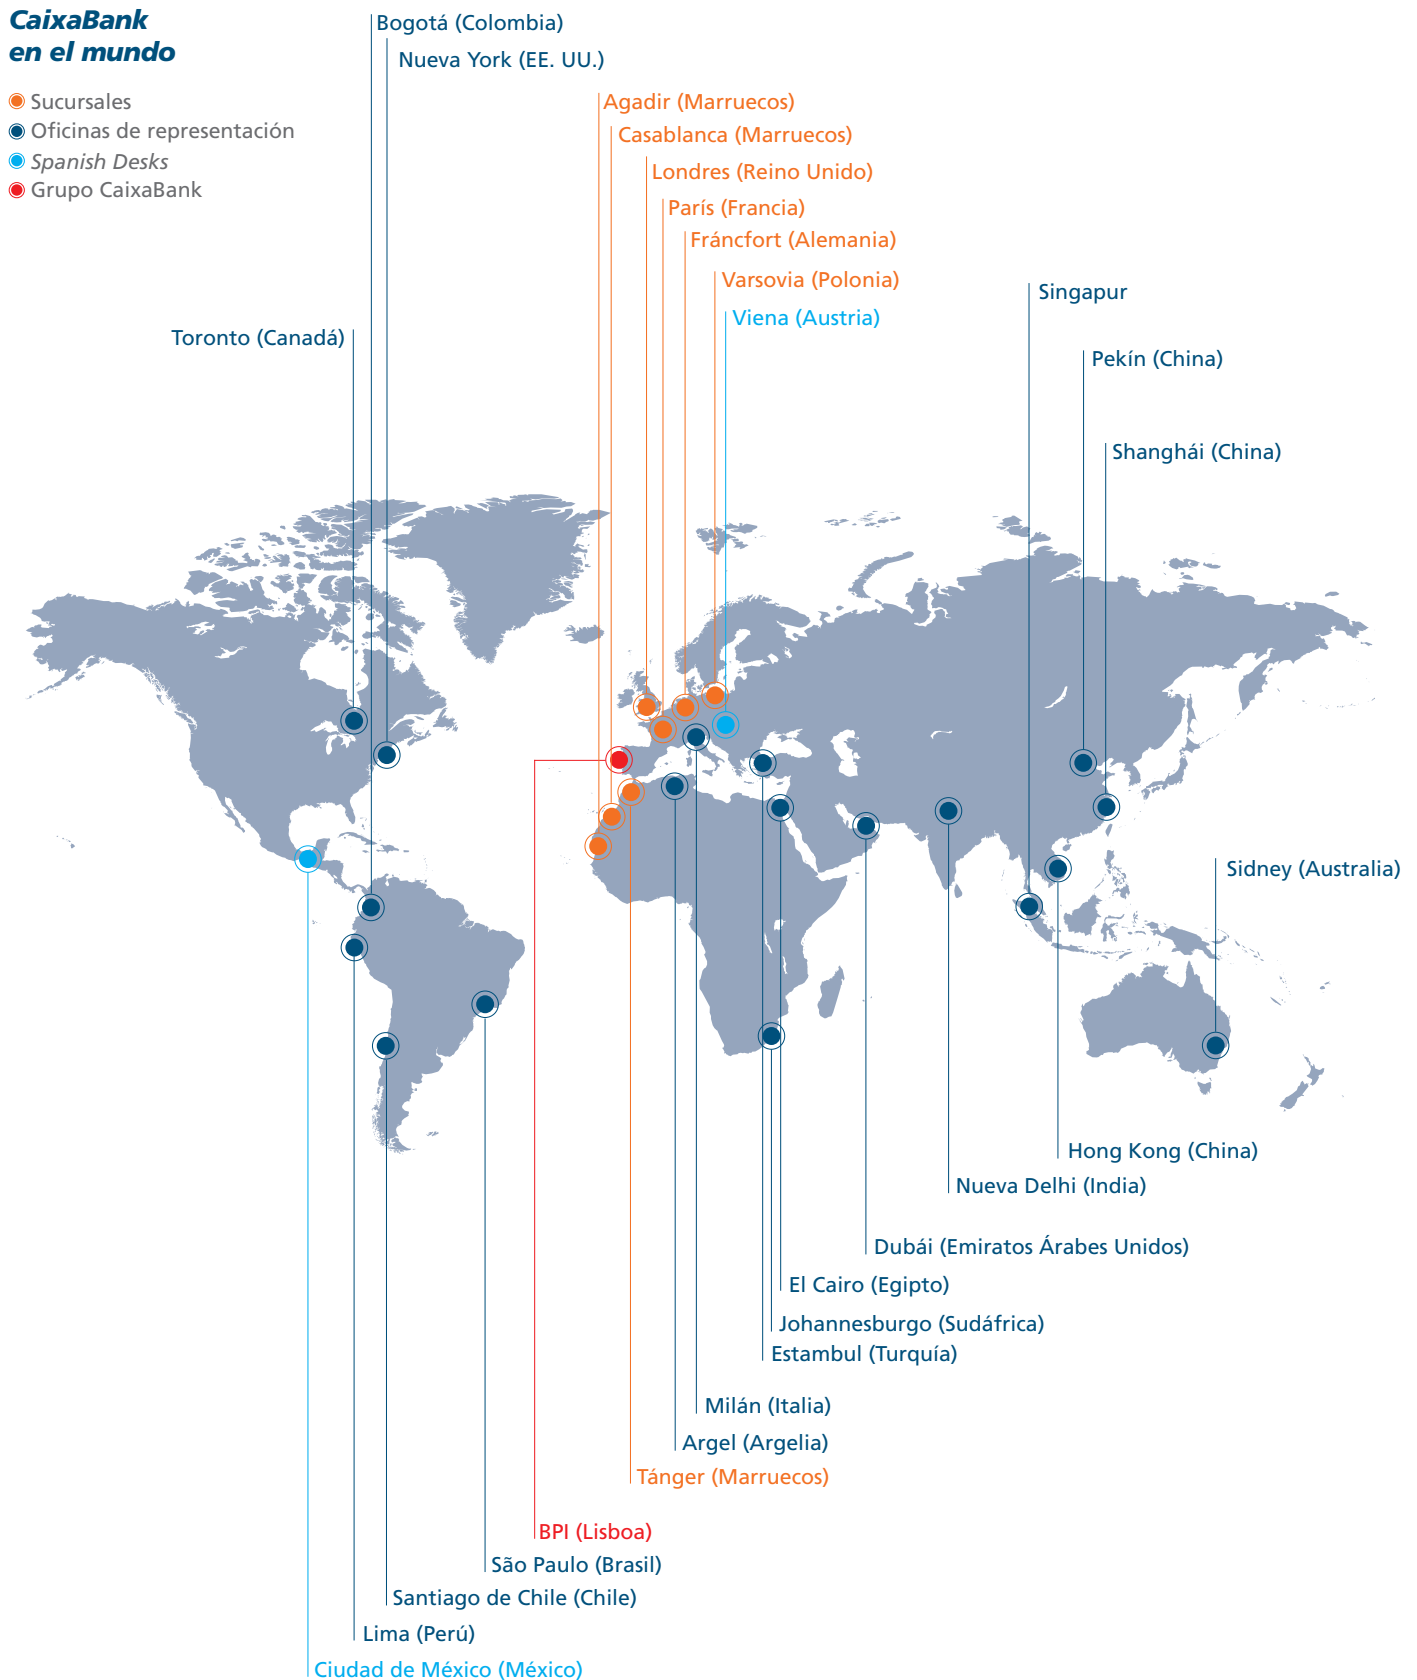 CaixaBank
en el mundo
Sucursales
Oficinas de representación
Spanish Desks
Grupo CaixaBank
Bogotá (Colombia)
Nueva York (EE. UU.)
Agadir (Marruecos)
Casablanca (Marruecos)
Londres (Reino Unido)
París (Francia)
Fráncfort (Alemania)
Varsovia (Polonia)
Viena (Austria)
Singapur
Toronto (Canadá)
Pekín (China)
Shanghái (China)
Sidney (Australia)
Hong Kong (China)
Nueva Delhi (India)
Dubái (Emiratos Árabes Unidos)
El Cairo (Egipto)
Johannesburgo (Sudáfrica)
Estambul (Turquía)
Milán (Italia)
Argel (Argelia)
Tánger (Marruecos)
BPI (Lisboa)
São Paulo (Brasil)
Santiago de Chile (Chile)
Lima (Perú)
Ciudad de México (México)